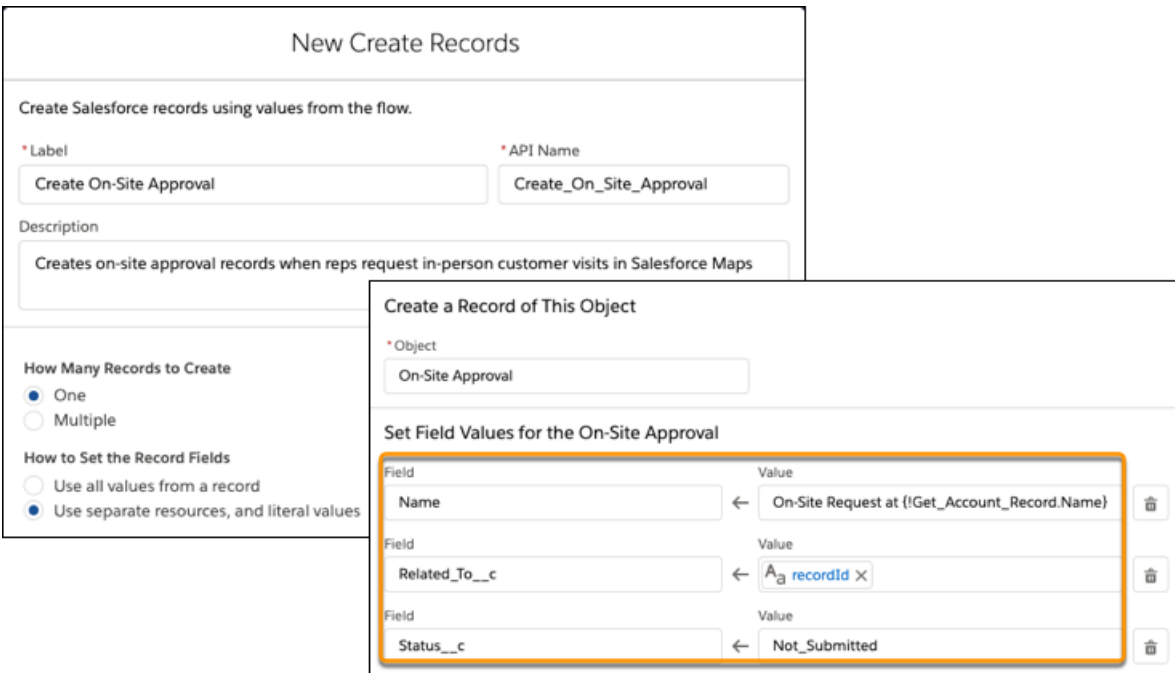 New Create Records
Create Salesforce records using values from the flow.
*Label
*API Name
Create On-Site Approval
Create_On_Site_Approval
Description
Creates on-site approval records when reps request in-person customer visits in Salesforce Maps
How Many Records to Create
One
Multiple
How to Set the Record Fields
Use all values from a record
Use separate resources, and literal values
Create a Record of This Object
*Object
On-Site Approval
Set Field Values for the On-Site Approval
Field
Value
Name
← On-Site Request at {!Get_Account_Record.Name}
Field
Value
Related_To__c
← Aa recordId ×
Field
Value
Status__c
← Not_Submitted